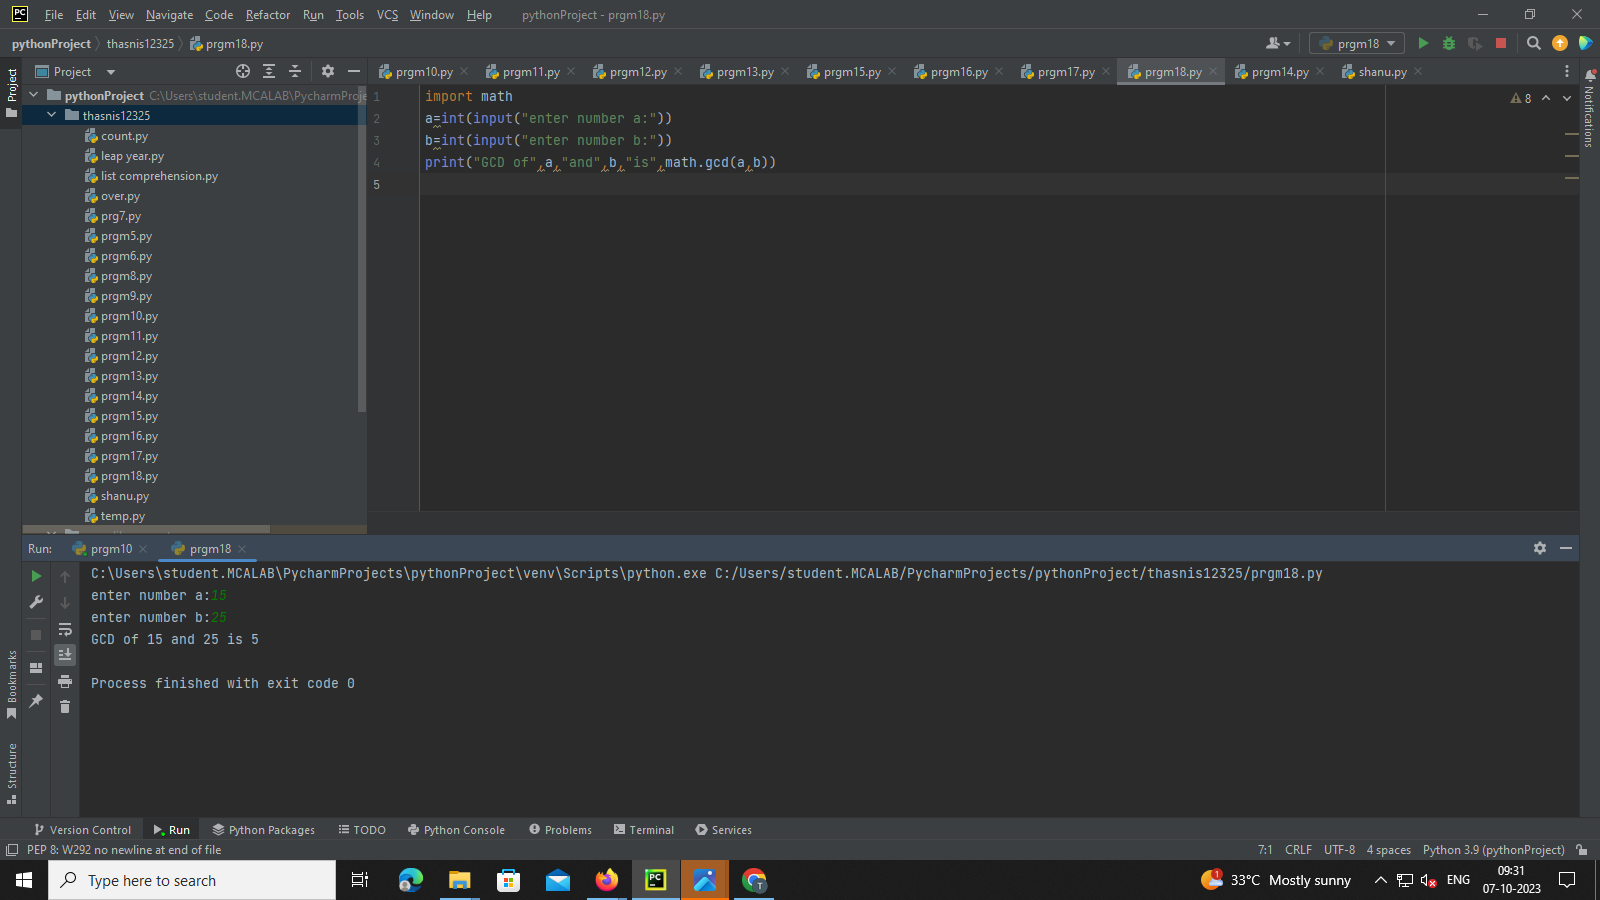 PC File Edit View Navigate Code Refactor Run Tools VCS Window Help pythonProject - prgm18.py
pythonProject thasnis12325 prgm18.py prgm18
Project prgm10.py prgm11.py prgm12.py prgm13.py prgm15.py prgm16.py prgm17.py prgm18.py prgm14.py shanu.py
Project
Notifications
Bookmarks
Structure
pythonProject C:\Users\student.MCALAB\PycharmProje
thasnis12325
count.py
leap year.py
list comprehension.py
over.py
prg7.py
prgm5.py
prgm6.py
prgm8.py
prgm9.py
prgm10.py
prgm11.py
prgm12.py
prgm13.py
prgm14.py
prgm15.py
prgm16.py
prgm17.py
prgm18.py
shanu.py
temp.py
1 import math
2 a=int(input("enter number a:"))
3 b=int(input("enter number b:"))
4 print("GCD of",a,"and",b,"is",math.gcd(a,b))
5
8
Run: prgm10 prgm18
C:\Users\student.MCALAB\PycharmProjects\pythonProject\venv\Scripts\python.exe C:/Users/student.MCALAB/PycharmProjects/pythonProject/thasnis12325/prgm18.py
enter number a:15
enter number b:25
GCD of 15 and 25 is 5
Process finished with exit code 0
Version Control Run Python Packages TODO Python Console Problems Terminal Services
PEP 8: W292 no newline at end of file 7:1 CRLF UTF-8 4 spaces Python 3.9 (pythonProject)
Type here to search PC T 1 33°C Mostly sunny ENG 09:31
07-10-2023